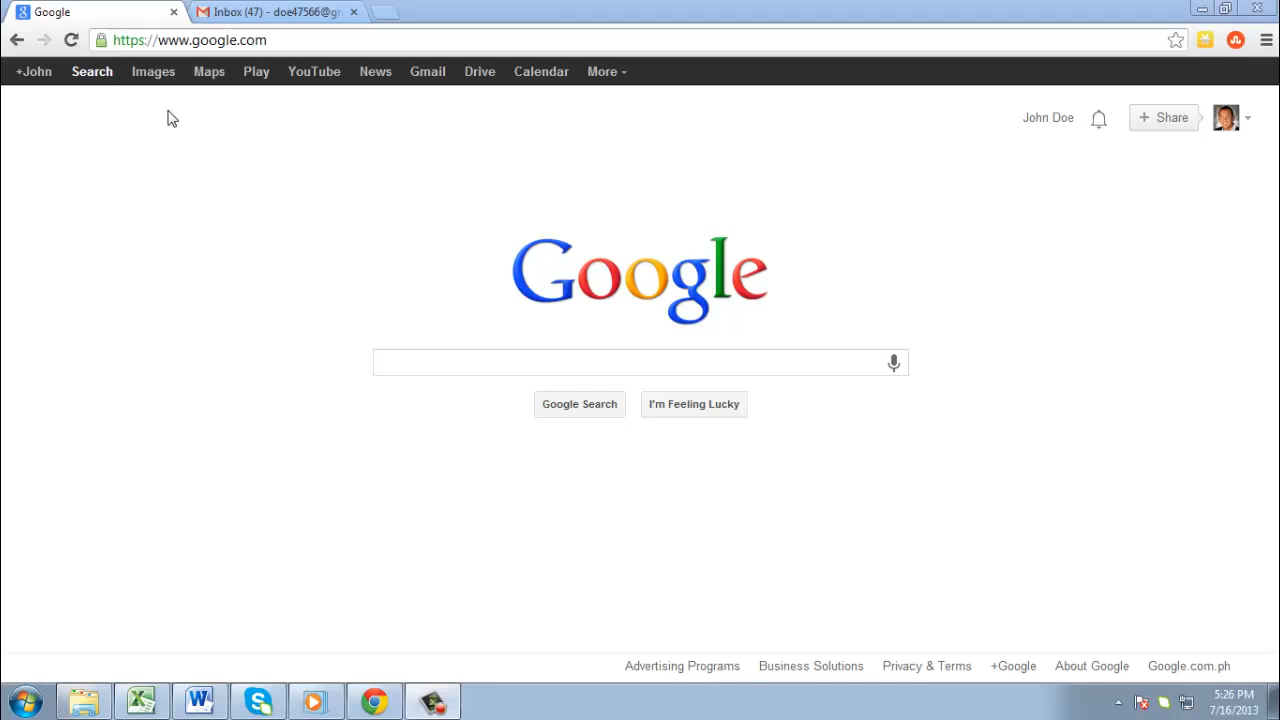 Google
Inbox (47) - doe47566@gn
https://www.google.com
+John Search Images Maps Play YouTube News Gmail Drive Calendar More
John Doe
+ Share
Google
Google Search
I'm Feeling Lucky
Advertising Programs Business Solutions Privacy & Terms +Google About Google Google.com.ph
5:26 PM
7/16/2013